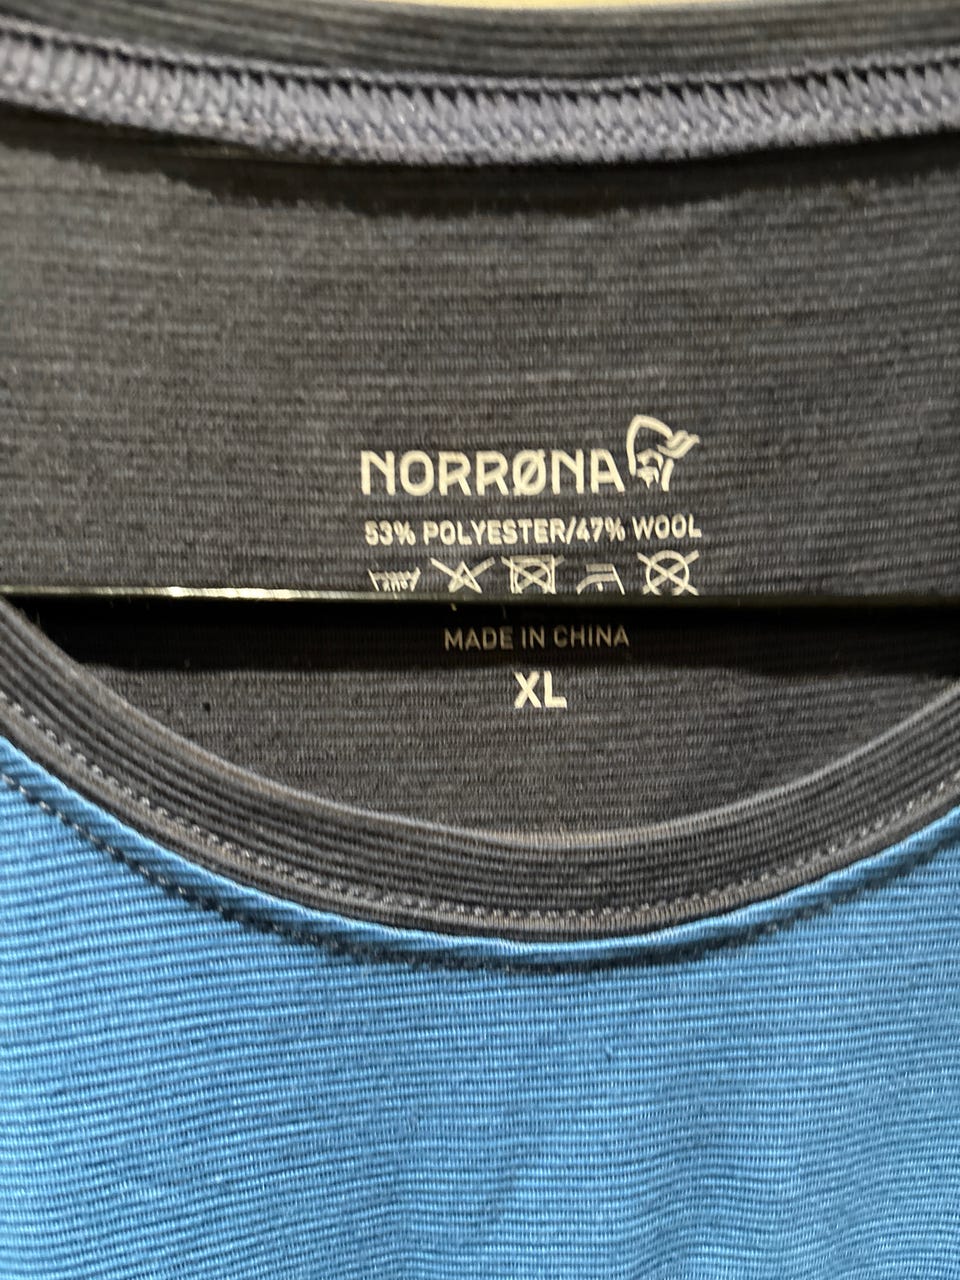 NORRØNA
53% POLYESTER/47% WOOL
MADE IN CHINA
XL